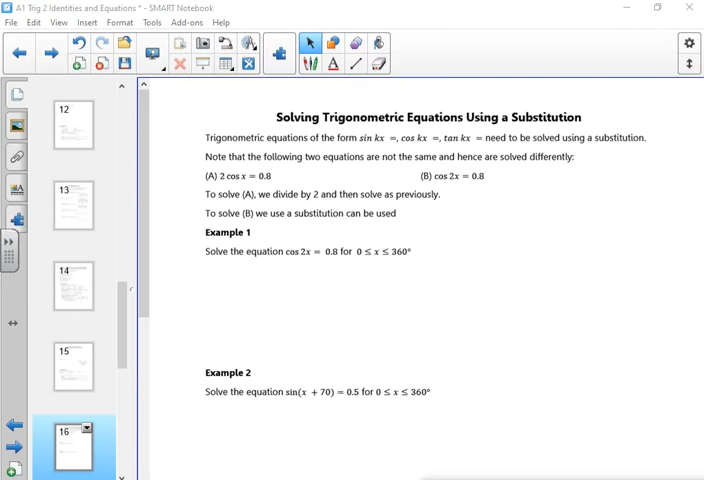 A1 Trig 2 Identities and Equations * - SMART Notebook
File Edit View Insert Format Tools Add-ons Help
12
13
14
15
16
Solving Trigonometric Equations Using a Substitution
Trigonometric equations of the form sin kx =, cos kx =, tan kx = need to be solved using a substitution.
Note that the following two equations are not the same and hence are solved differently:
(A) 2 cos x = 0.8 (B) cos 2x = 0.8
To solve (A), we divide by 2 and then solve as previously.
To solve (B) we use a substitution can be used
Example 1
Solve the equation cos 2x = 0.8 for 0 ≤ x ≤ 360°
Example 2
Solve the equation sin(x + 70) = 0.5 for 0 ≤ x ≤ 360°